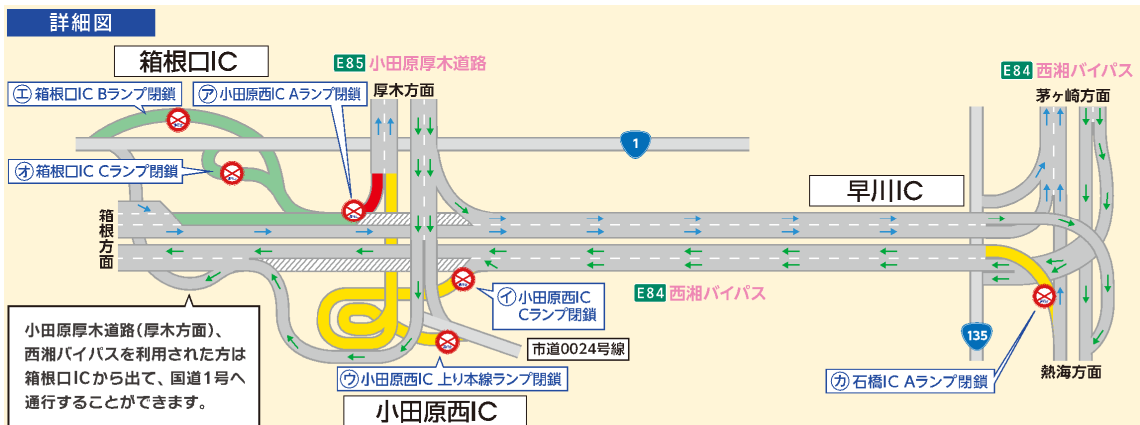 詳細図
箱根口IC
E85 小田原厚木道路
厚木方面
E84 西湘バイパス
茅ヶ崎方面
エ 箱根口IC Bランプ閉鎖
ア 小田原西IC Aランプ閉鎖
1
オ 箱根口IC Cランプ閉鎖
早川IC
箱根方面
イ 小田原西IC
Cランプ閉鎖
E84 西湘バイパス
小田原厚木道路(厚木方面)、
西湘バイパスを利用された方は
箱根口ICから出て、国道1号へ
通行することができます。
市道0024号線
135
ウ 小田原西IC 上り本線ランプ閉鎖
カ 石橋IC Aランプ閉鎖
熱海方面
小田原西IC